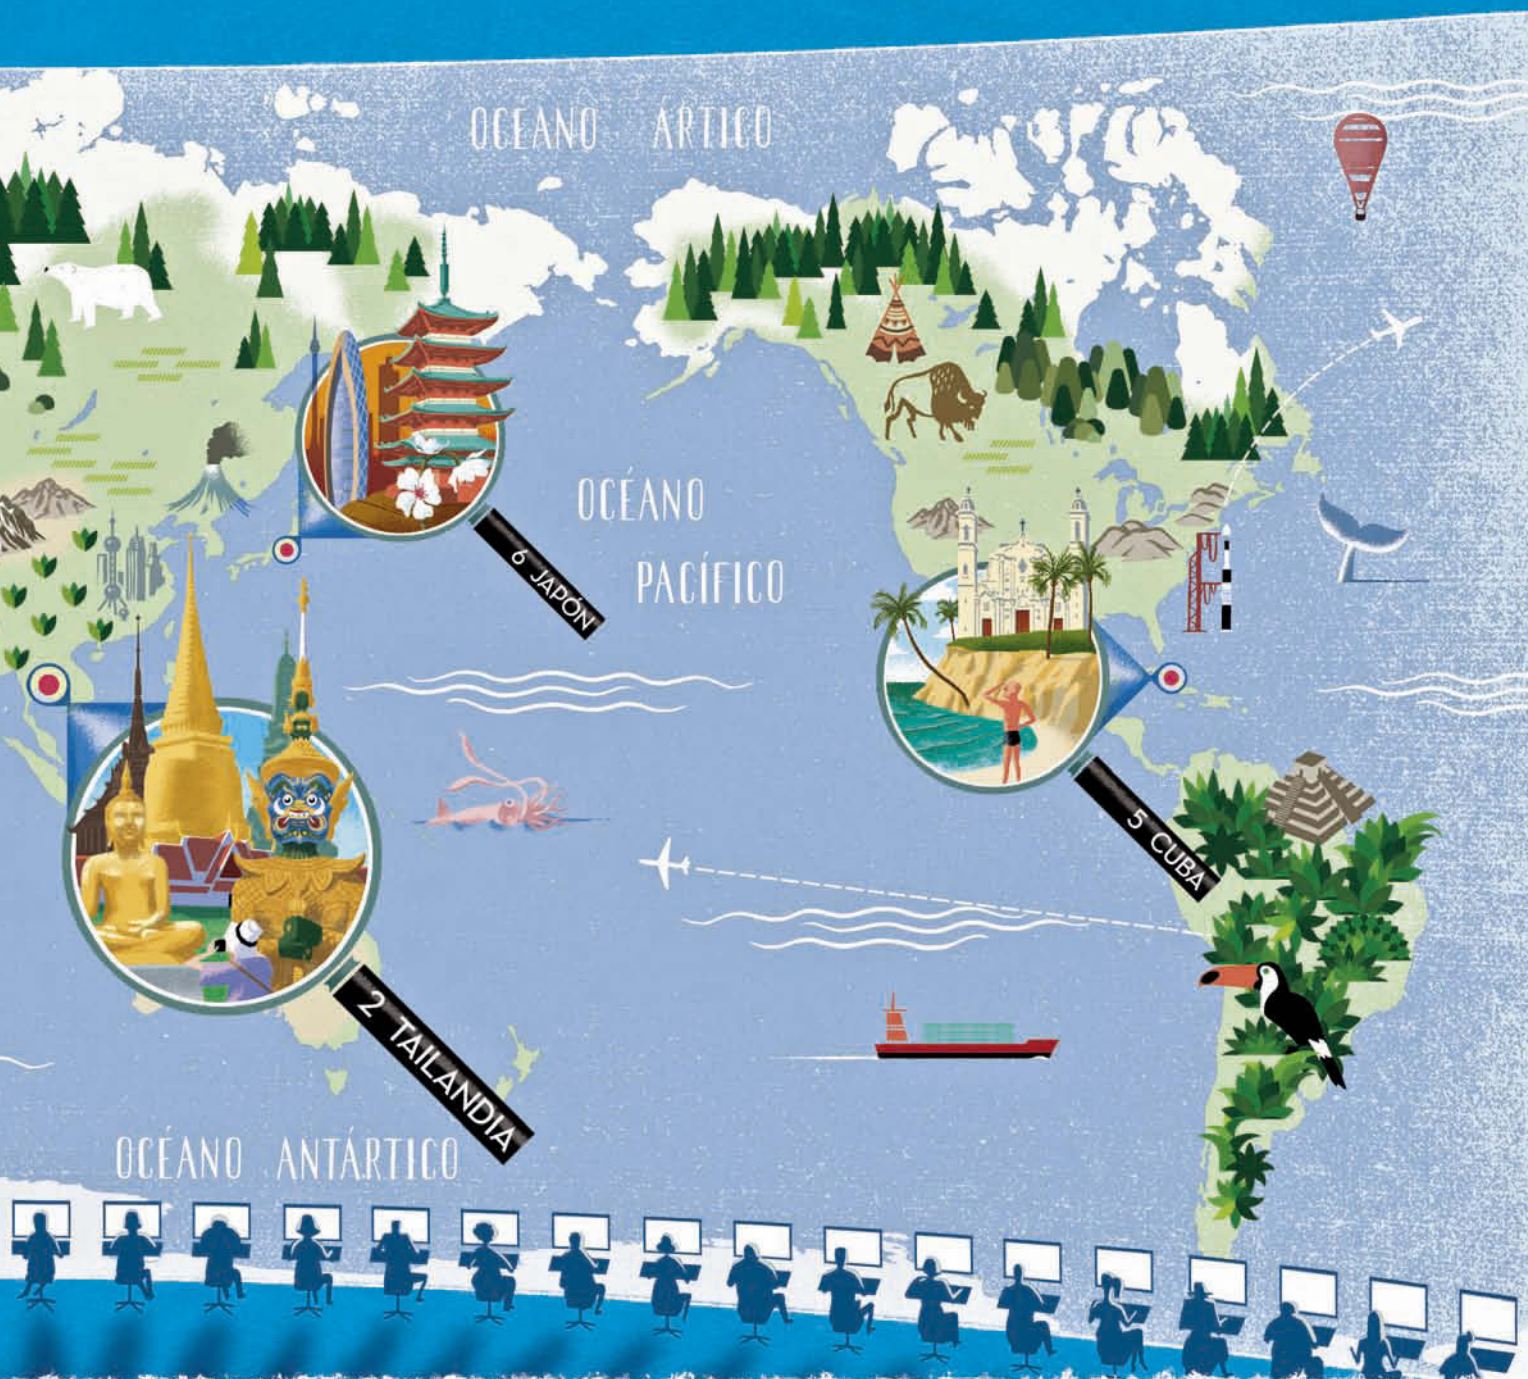 OCÉANO ÁRTICO
OCÉANO
PACÍFICO
6 JAPÓN
5 CUBA
2 TAILANDIA
OCÉANO ANTÁRTICO